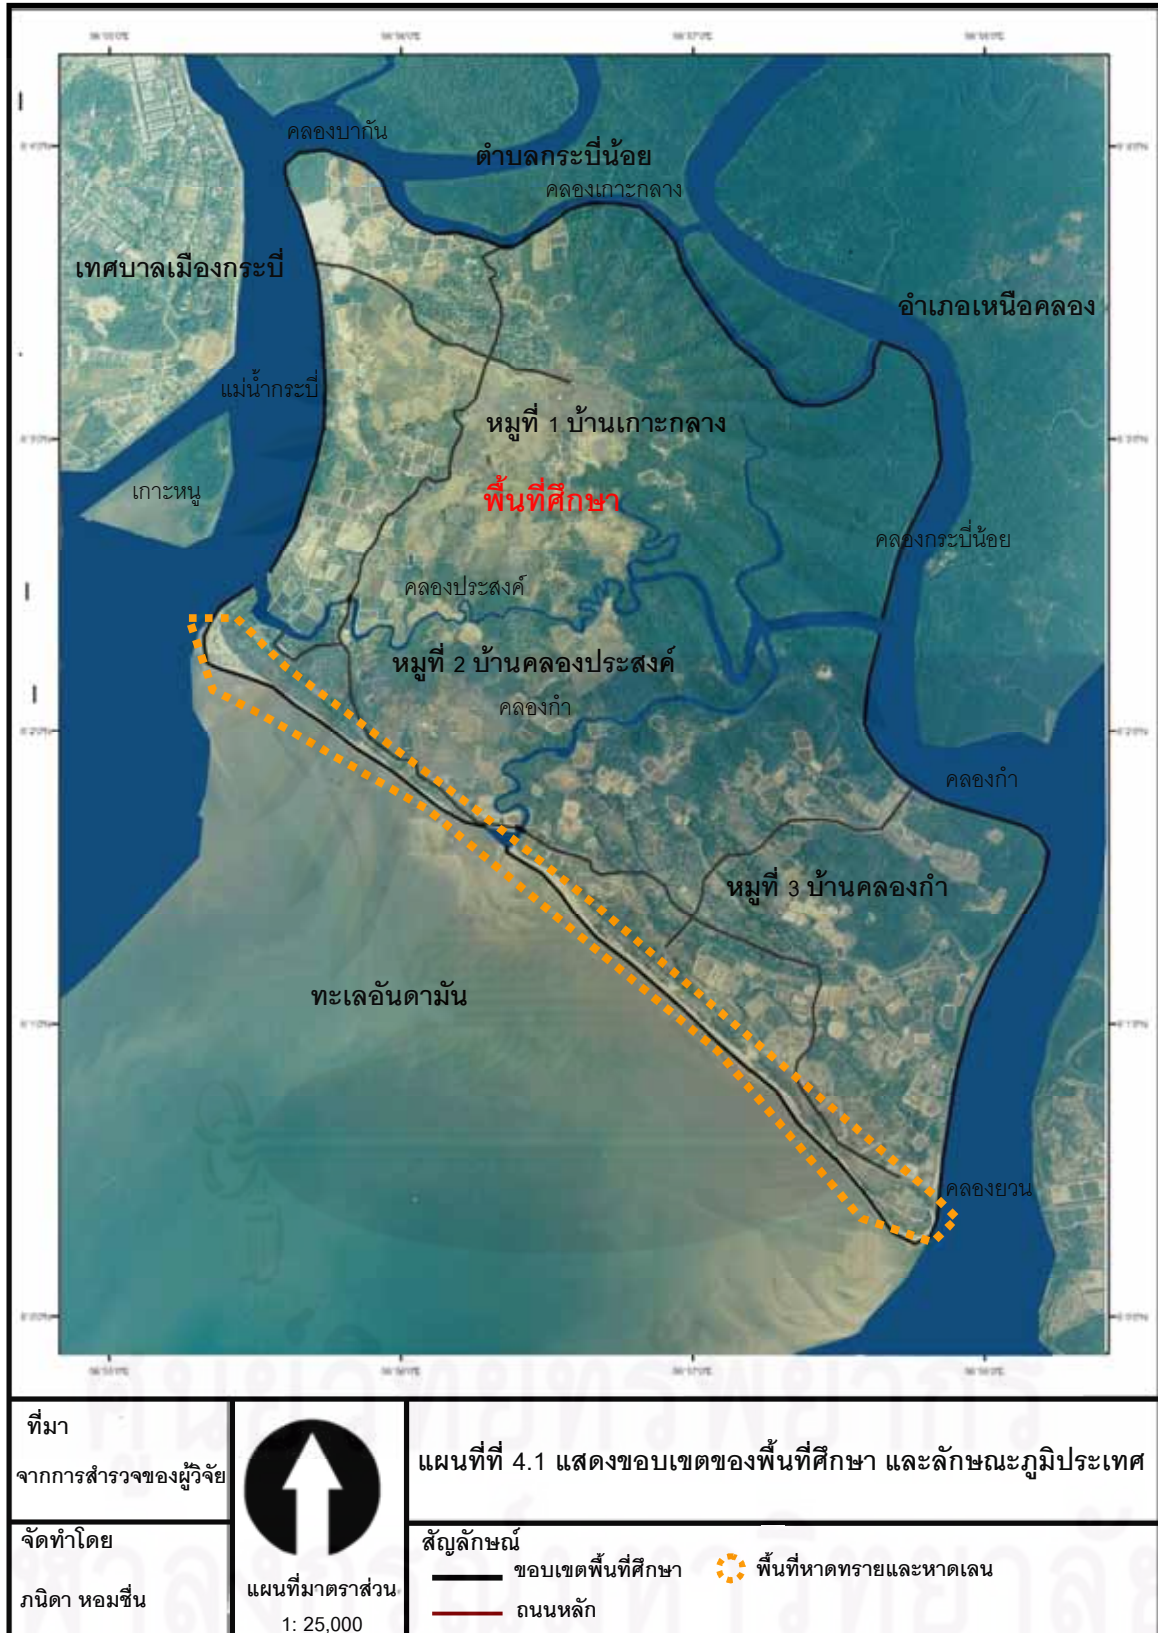 คลองบากัน
ตำบลกระบี่น้อย
คลองเกาะกลาง
เทศบาลเมืองกระบี่
อำเภอเหนือคลอง
แม่น้ำกระบี่
หมู่ที่ 1 บ้านเกาะกลาง
เกาะหนู
พื้นที่ศึกษา
คลองกระบี่น้อย
คลองประสงค์
หมู่ที่ 2 บ้านคลองประสงค์
คลองกำ
คลองกำ
หมู่ที่ 3 บ้านคลองกำ
ทะเลอันดามัน
คลองยวน
ที่มา
จากการสำรวจของผู้วิจัย
แผนที่ที่ 4.1 แสดงขอบเขตของพื้นที่ศึกษา และลักษณะภูมิประเทศ
จัดทำโดย
ภนิดา หอมชื่น
แผนที่มาตราส่วน
1: 25,000
สัญลักษณ์
ขอบเขตพื้นที่ศึกษา
พื้นที่หาดทรายและหาดเลน
ถนนหลัก